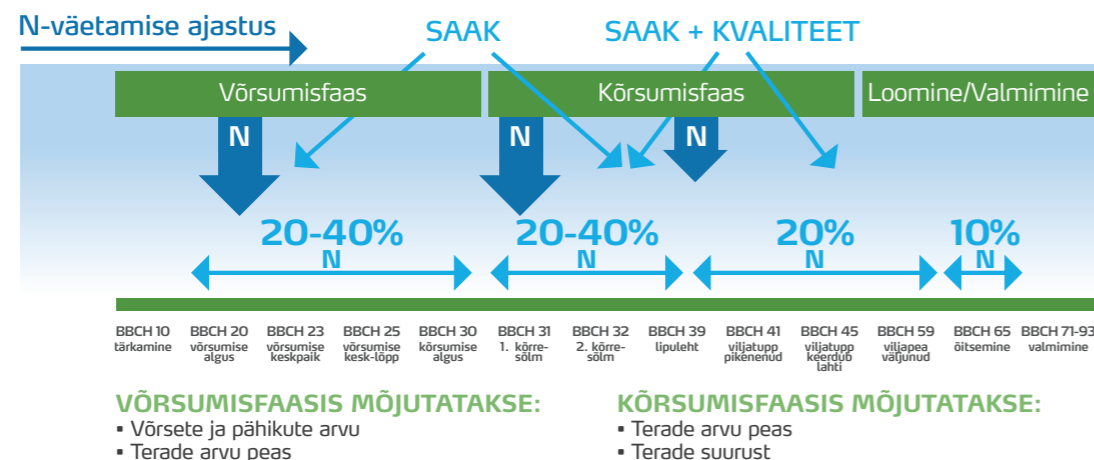 N-väetamise ajastus
SAAK
SAAK + KVALITEET
Võrsumisfaas
Kõrsumisfaas
Loomine/Valmimine
N
N
N
20-40%
N
20-40%
N
20%
N
10%
N
BBCH 10
tärkamine
BBCH 20
võrsumise
algus
BBCH 23
võrsumise
keskpaik
BBCH 25
võrsumise
kesk-lõpp
BBCH 30
kõrsumise
algus
BBCH 31
1. kõrre-
sõlm
BBCH 32
2. kõrre-
sõlm
BBCH 39
lipuleht
BBCH 41
viljatupp
pikenenud
BBCH 45
viljatupp
keerdub
lahti
BBCH 59
viljapea
väljunud
BBCH 65
õitsemine
BBCH 71-93
valmimine
VÕRSUMISFAASIS MÕJUTATAKSE:
▪ Võrsete ja pähikute arvu
▪ Terade arvu peas
KÕRSUMISFAASIS MÕJUTATAKSE:
▪ Terade arvu peas
▪ Terade suurust